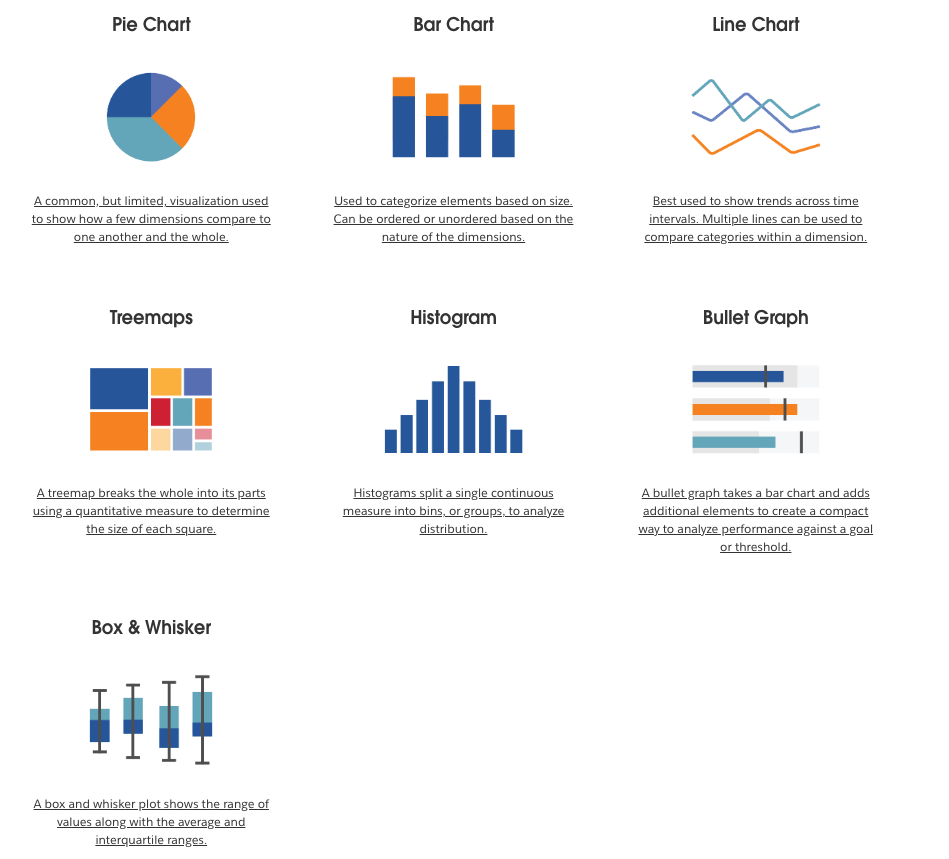 Pie Chart
A common, but limited, visualization used
to show how a few dimensions compare to
one another and the whole.
Bar Chart
Used to categorize elements based on size.
Can be ordered or unordered based on the
nature of the dimensions.
Line Chart
Best used to show trends across time
intervals. Multiple lines can be used to
compare categories within a dimension.
Treemaps
A treemap breaks the whole into its parts
using a quantitative measure to determine
the size of each square.
Histogram
Histograms split a single continuous
measure into bins, or groups, to analyze
distribution.
Bullet Graph
A bullet graph takes a bar chart and adds
additional elements to create a compact
way to analyze performance against a goal
or threshold.
Box & Whisker
A box and whisker plot shows the range of
values along with the average and
interquartile ranges.